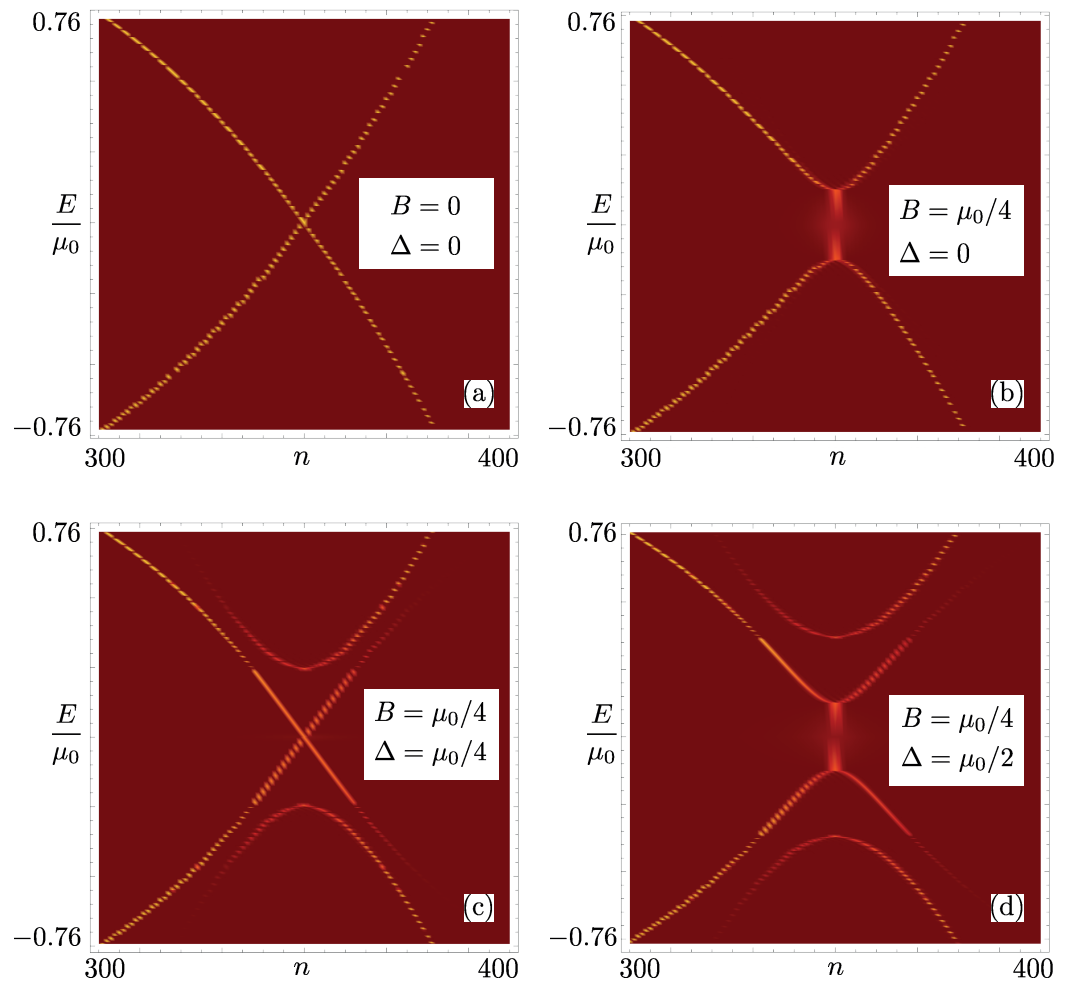 0.76
E
μ₀
B = 0
Δ = 0
(a)
−0.76
300
n
400
0.76
E
μ₀
B = μ₀/4
Δ = 0
(b)
−0.76
300
n
400
0.76
E
μ₀
B = μ₀/4
Δ = μ₀/4
(c)
−0.76
300
n
400
0.76
E
μ₀
B = μ₀/4
Δ = μ₀/2
(d)
−0.76
300
n
400